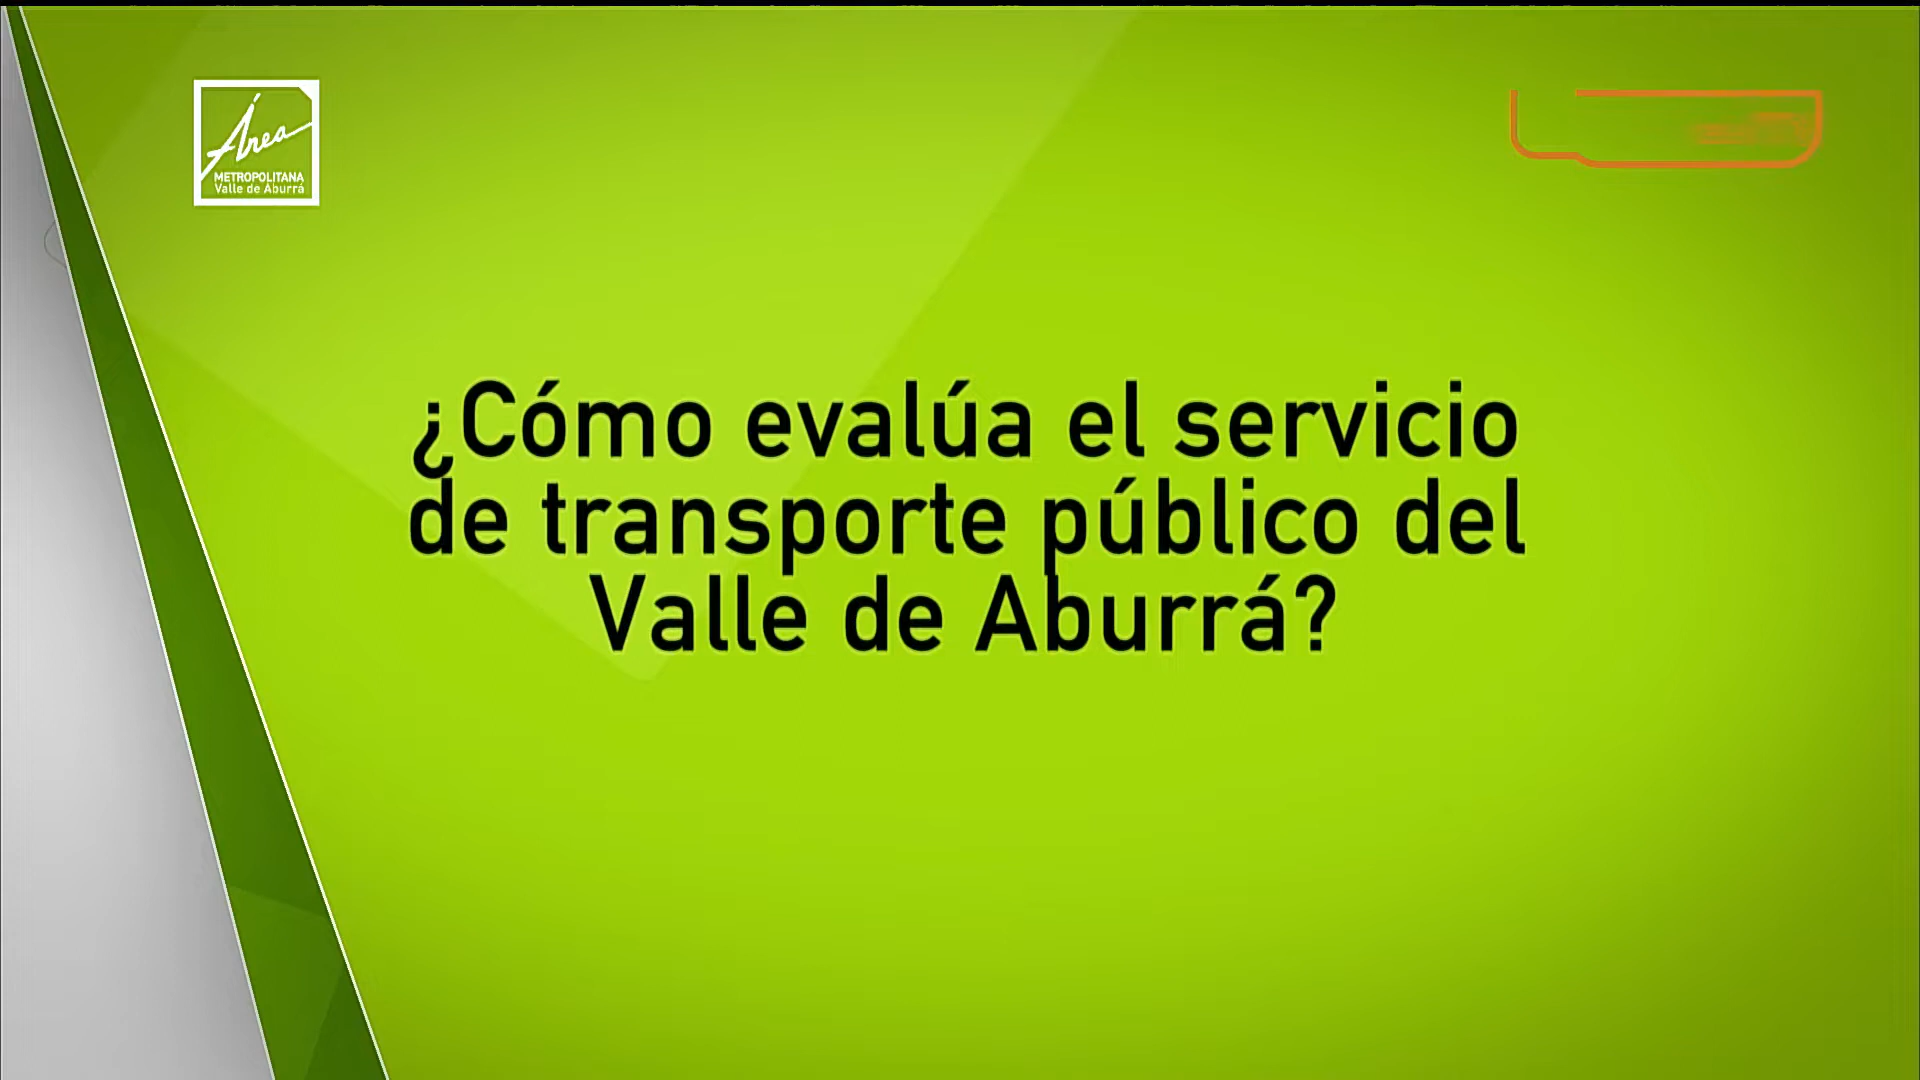 Área
METROPOLITANA
Valle de Aburrá
¿Cómo evalúa el servicio
de transporte público del
Valle de Aburrá?